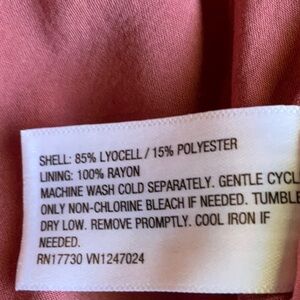 SHELL: 85% LYOCELL / 15% POLYESTER
LINING: 100% RAYON
MACHINE WASH COLD SEPARATELY. GENTLE CYCL
ONLY NON-CHLORINE BLEACH IF NEEDED. TUMBLE
DRY LOW. REMOVE PROMPTLY. COOL IRON IF
NEEDED.
RN17730 VN1247024